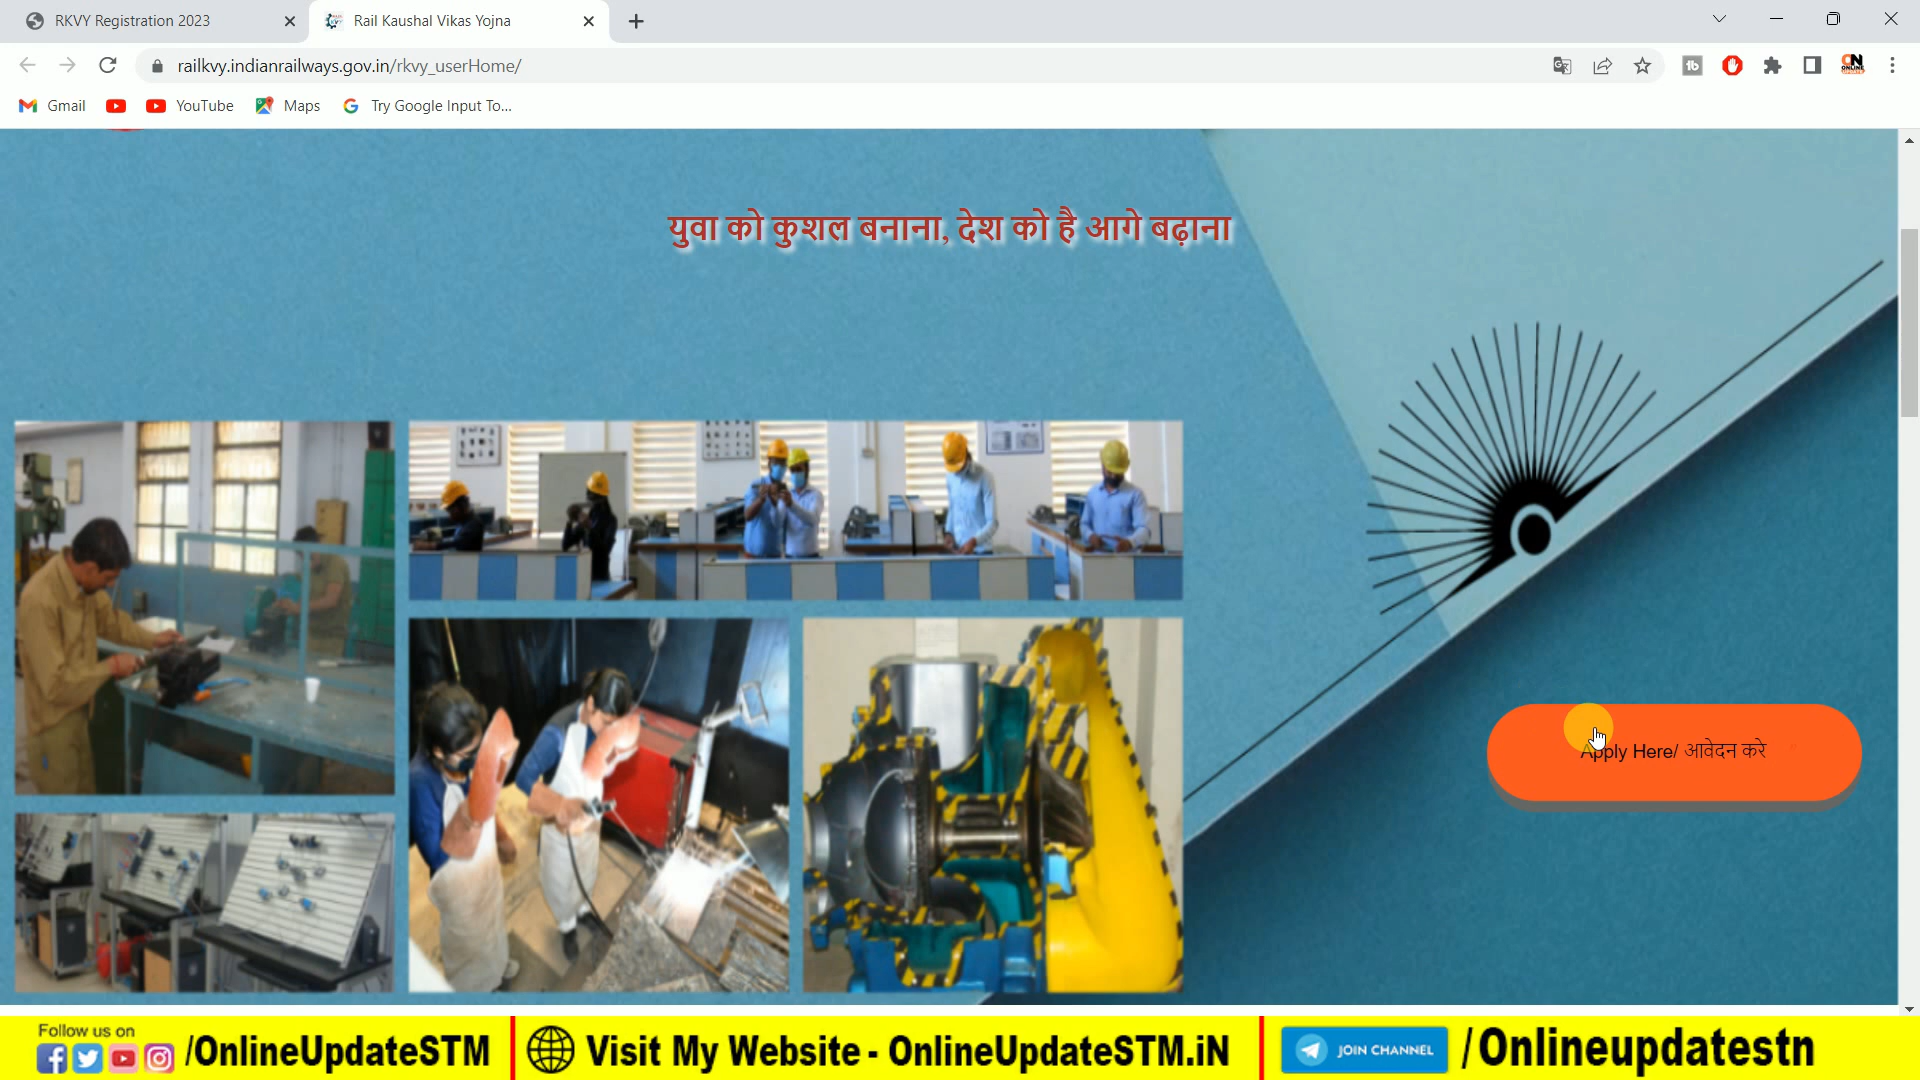 RKVY Registration 2023
Rail Kaushal Vikas Yojna
railkvy.indianrailways.gov.in/rkvy_userHome/
Gmail
YouTube
Maps
Try Google Input To...
युवा को कुशल बनाना, देश को है आगे बढ़ाना
Apply Here/ आवेदन करे
Follow us on
/OnlineUpdateSTM
Visit My Website - OnlineUpdateSTM.iN
JOIN CHANNEL
/Onlineupdatestn